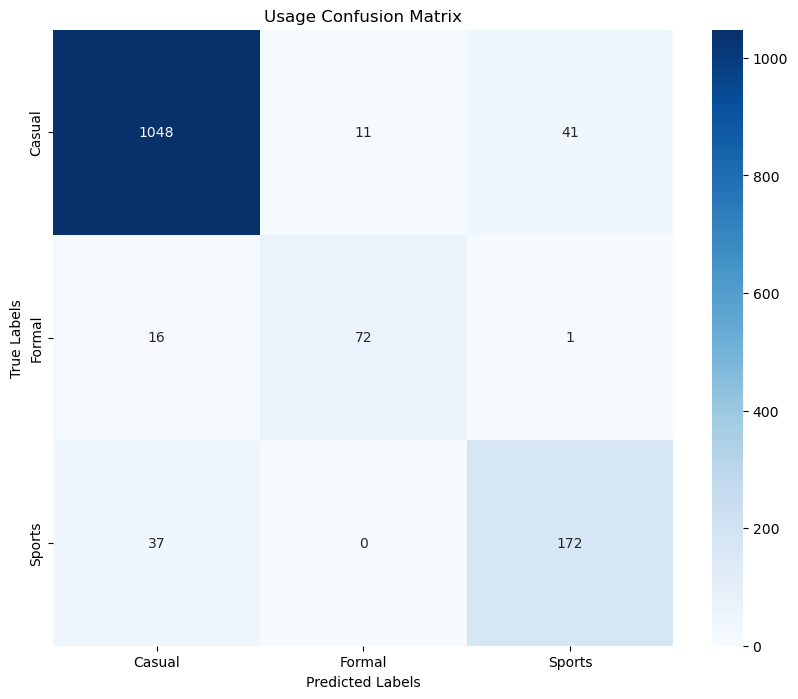 Usage Confusion Matrix
True Labels
Casual
1048
11
41
Formal
16
72
1
Sports
37
0
172
Casual
Formal
Sports
Predicted Labels
1000
800
600
400
200
0